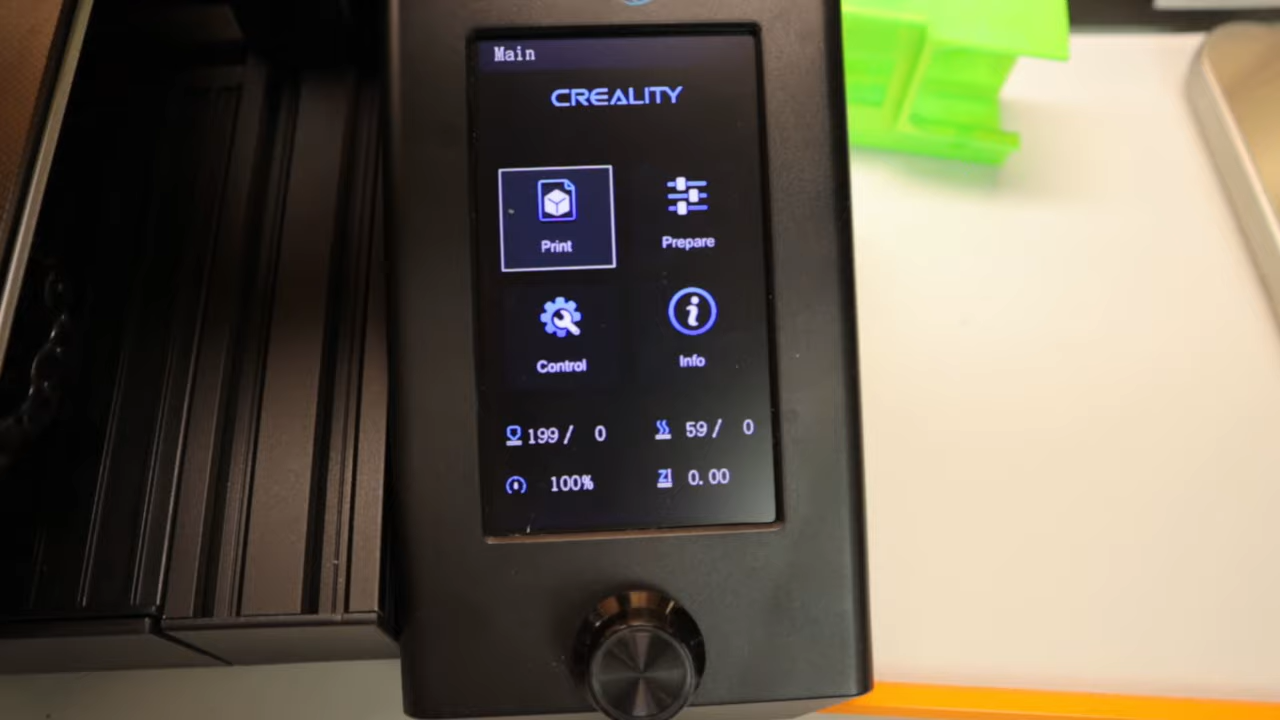 Main
CREALITY
Print
Prepare
Control
Info
199 / 0
59 / 0
100%
0.00